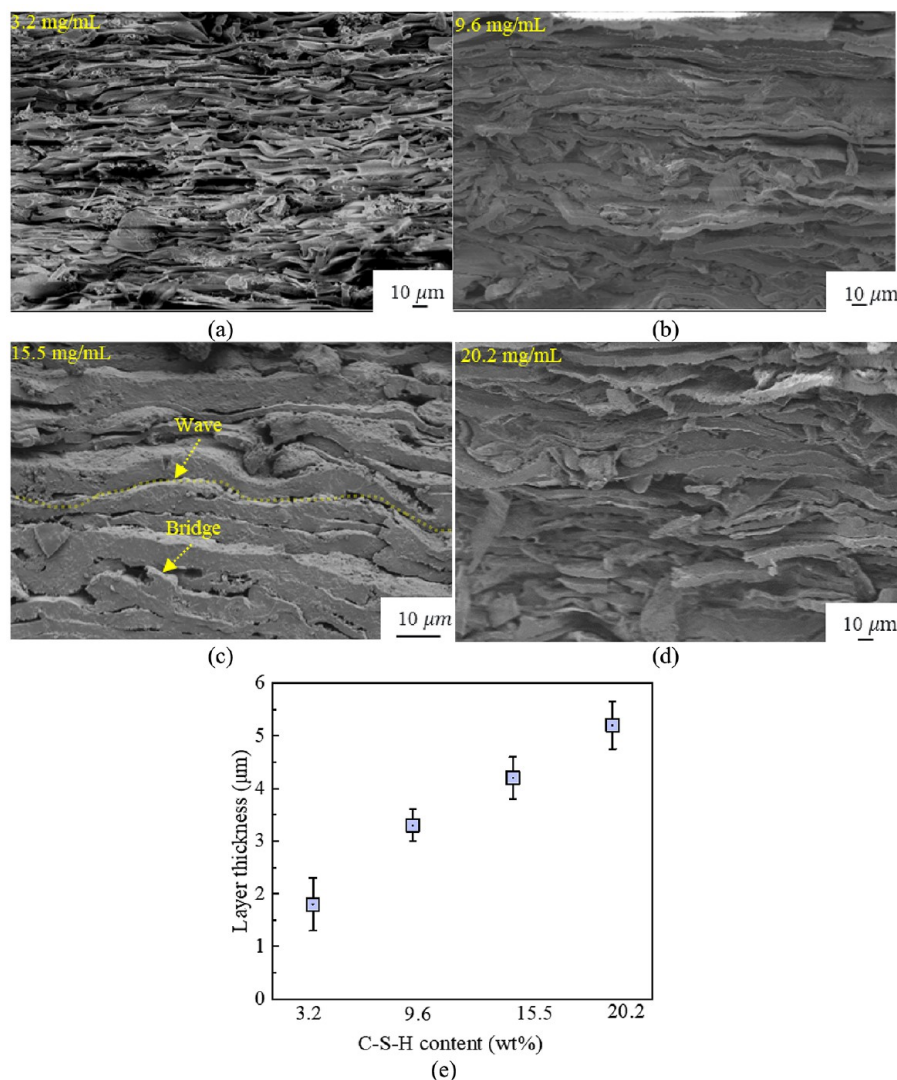 3.2 mg/mL
9.6 mg/mL
10 μm
10 μm
(a)
(b)
15.5 mg/mL
20.2 mg/mL
Wave
Bridge
10 μm
10 μm
(c)
(d)
6
5
4
3
2
1
0
Layer thickness (μm)
3.2 9.6 15.5 20.2
C-S-H content (wt%)
(e)